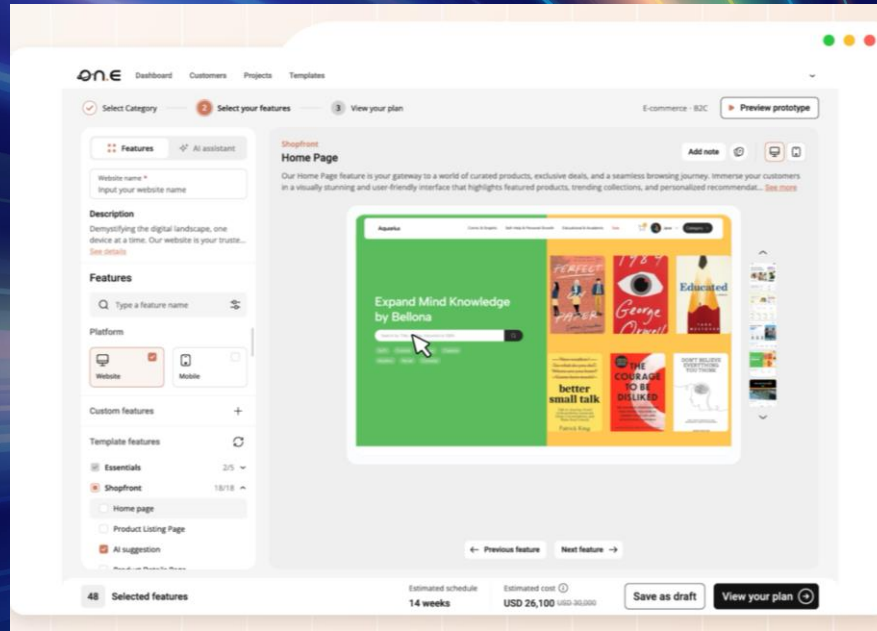 ON.E Dashboard Customers Projects Templates
Select Category 2 Select your features 3 View your plan E-commerce - B2C Preview prototype
Features AI assistant
Website name *
Input your website name
Description
Demystifying the digital landscape, one
device at a time. Our website is your truste...
See details
Features
Type a feature name
Platform
Website Mobile
Custom features
Template features
Essentials 2/5
Shopfront 18/18
Home page
Product Listing Page
AI suggestion
Product Details Page
Shopfront
Home Page
Add note
Our Home Page feature is your gateway to a world of curated products, exclusive deals, and a seamless browsing journey. Immerse your customers
in a visually stunning and user-friendly interface that highlights featured products, trending collections, and personalized recommendat... See more
Aquarius
Expand Mind Knowledge
by Bellona
PERFECT
ON
PAPER
1984
George
Orwell
Educated
better
small talk
Patrick King
THE
COURAGE
TO BE
DISLIKED
DON'T BELIEVE
EVERYTHING
YOU THINK
Previous feature Next feature
48 Selected features
Estimated schedule
14 weeks
Estimated cost
USD 26,100 USD 30,000
Save as draft View your plan